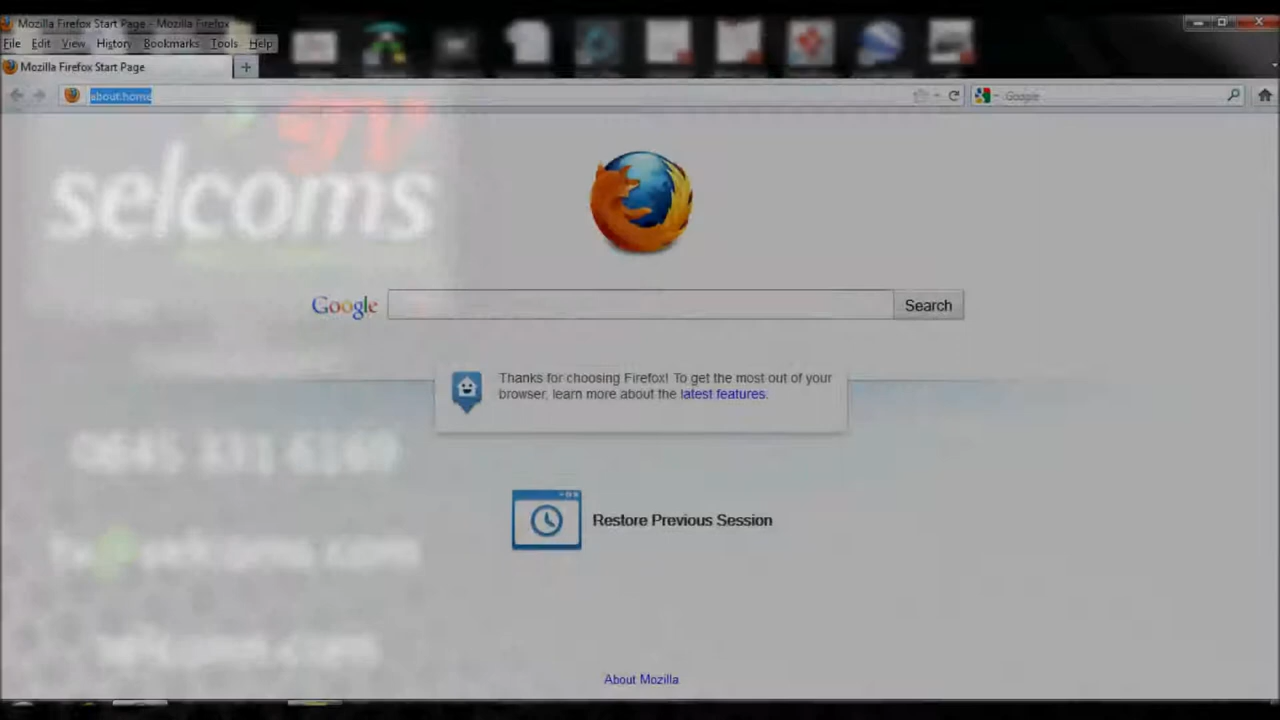 Mozilla Firefox Start Page - Mozilla Firefox
File Edit View History Bookmarks Tools Help
Mozilla Firefox Start Page +
about:home
Google
selcoms
Google
Search
Thanks for choosing Firefox! To get the most out of your
browser, learn more about the latest features.
selcoms.com
Restore Previous Session
About Mozilla